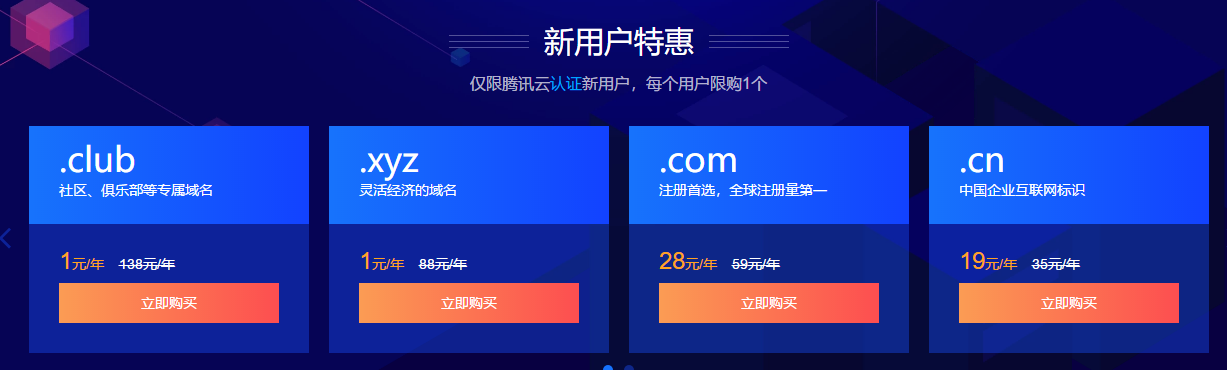 新用户特惠
仅限腾讯云认证新用户，每个用户限购1个
.club
社区、俱乐部等专属域名
1元/年 138元/年
立即购买
.xyz
灵活经济的域名
1元/年 88元/年
立即购买
.com
注册首选，全球注册量第一
28元/年 59元/年
立即购买
.cn
中国企业互联网标识
19元/年 35元/年
立即购买